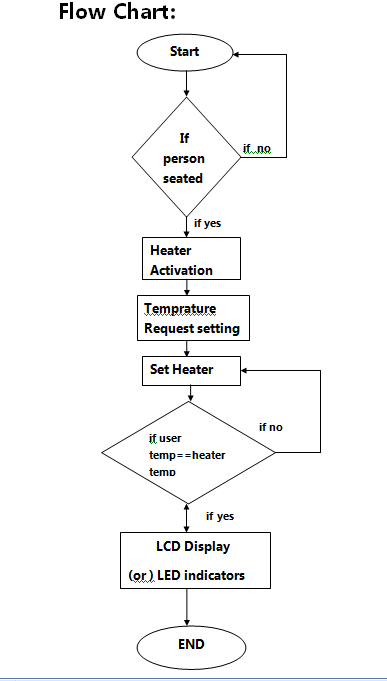 Flow Chart:
Start
If
person
seated
if no
if yes
Heater
Activation
Temprature
Request setting
Set Heater
if user
temp==heater
temp
if no
if yes
LCD Display
(or) LED indicators
END